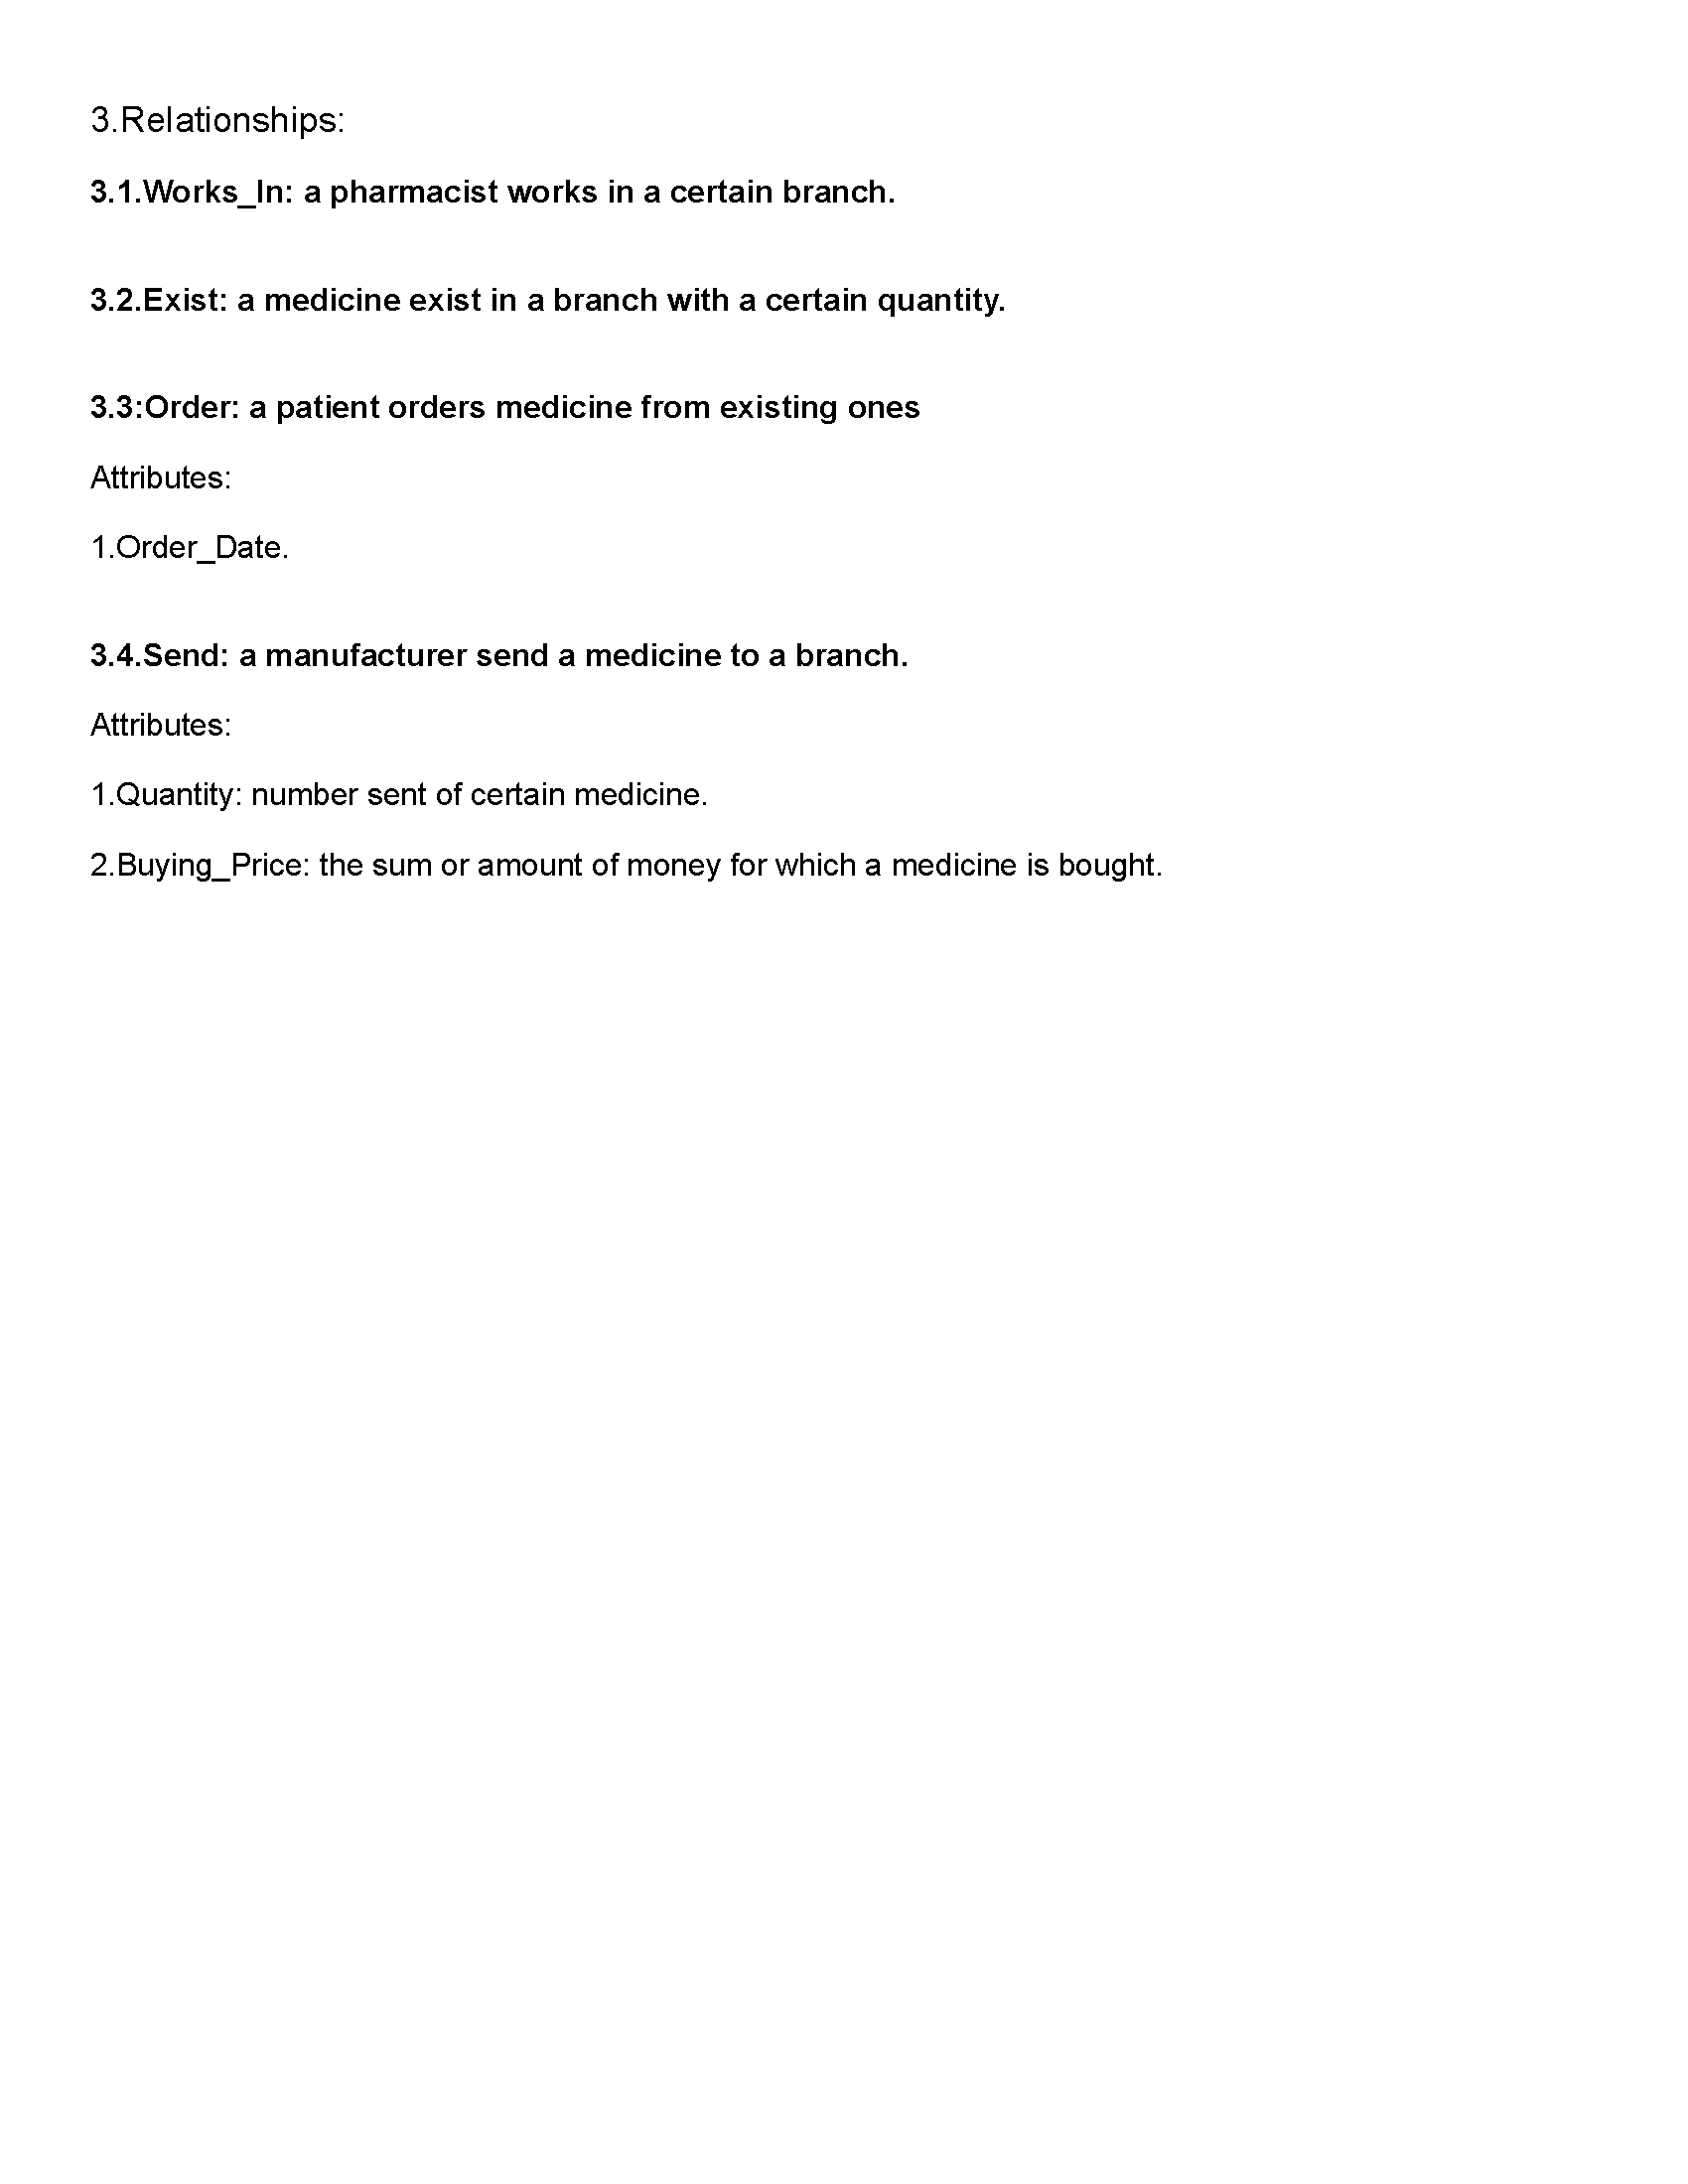 3.Relationships:
3.1.Works_In: a pharmacist works in a certain branch.
3.2.Exist: a medicine exist in a branch with a certain quantity.
3.3:Order: a patient orders medicine from existing ones
Attributes:
1.Order_Date.
3.4.Send: a manufacturer send a medicine to a branch.
Attributes:
1.Quantity: number sent of certain medicine.
2.Buying_Price: the sum or amount of money for which a medicine is bought.